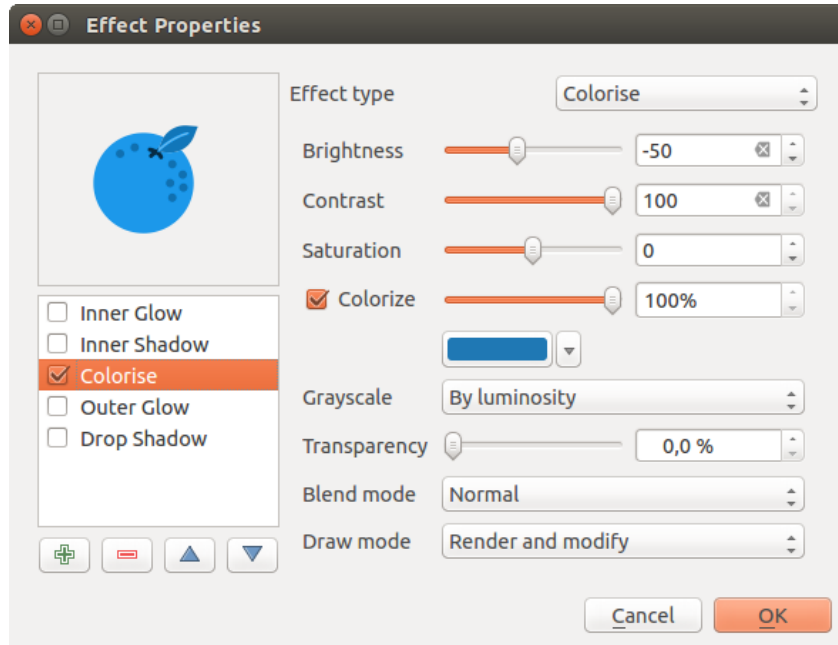 Effect Properties
Effect type Colorise
Brightness -50
Contrast 100
Saturation 0
Colorize 100%
Inner Glow
Inner Shadow
Colorise
Outer Glow
Drop Shadow
Grayscale By luminosity
Transparency 0,0 %
Blend mode Normal
Draw mode Render and modify
Cancel OK